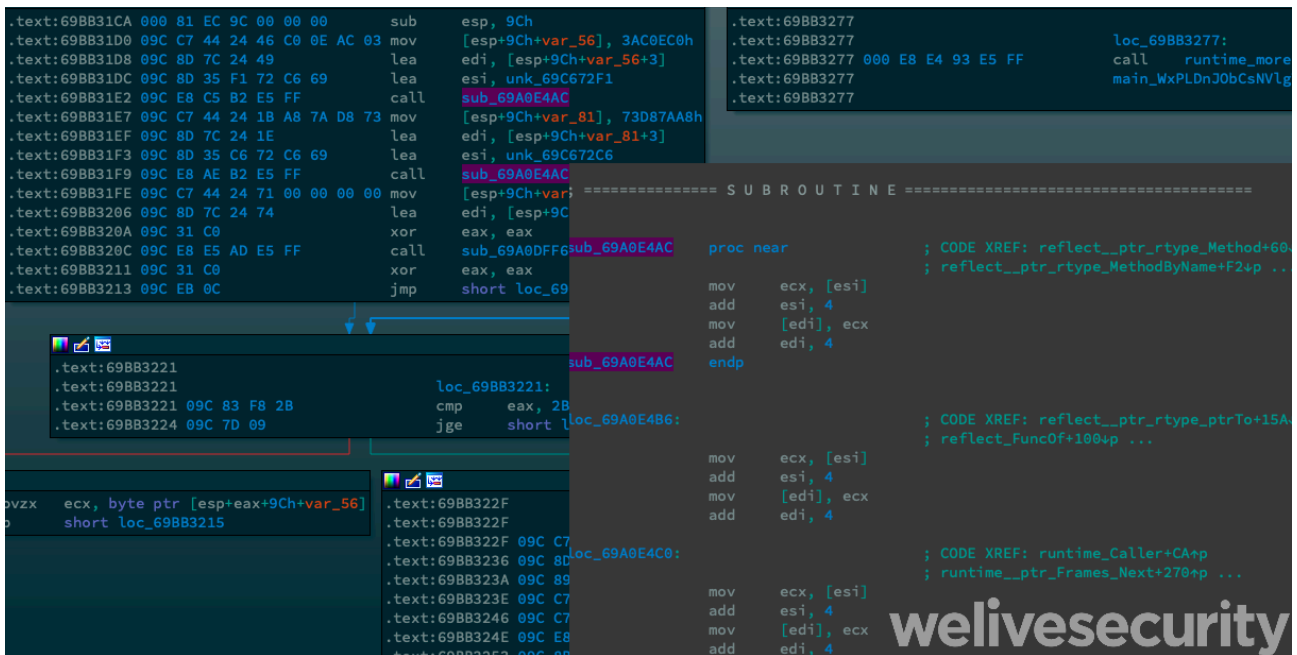 .text:69BB31CA 000 81 EC 9C 00 00 00 sub esp, 9Ch
.text:69BB31D0 09C C7 44 24 46 C0 0E AC 03 mov [esp+9Ch+var_56], 3AC0EC0h
.text:69BB31D8 09C 8D 7C 24 49 lea edi, [esp+9Ch+var_56+3]
.text:69BB31DC 09C 8D 35 F1 72 C6 69 lea esi, unk_69C672F1
.text:69BB31E2 09C E8 C5 B2 E5 FF call sub_69A0E4AC
.text:69BB31E7 09C C7 44 24 1B A8 7A D8 73 mov [esp+9Ch+var_81], 73D87AA8h
.text:69BB31EF 09C 8D 7C 24 1E lea edi, [esp+9Ch+var_81+3]
.text:69BB31F3 09C 8D 35 C6 72 C6 69 lea esi, unk_69C672C6
.text:69BB31F9 09C E8 AE B2 E5 FF call sub_69A0E4AC
.text:69BB31FE 09C C7 44 24 71 00 00 00 00 mov [esp+9Ch+var
.text:69BB3206 09C 8D 7C 24 74 lea edi, [esp+9C
.text:69BB320A 09C 31 C0 xor eax, eax
.text:69BB320C 09C E8 E5 AD E5 FF call sub_69A0DFF6
.text:69BB3211 09C 31 C0 xor eax, eax
.text:69BB3213 09C EB 0C jmp short loc_69
.text:69BB3221
.text:69BB3221 loc_69BB3221:
.text:69BB3221 09C 83 F8 2B cmp eax, 2B
.text:69BB3224 09C 7D 09 jge short l
ovzx ecx, byte ptr [esp+eax+9Ch+var_56]
short loc_69BB3215
.text:69BB322F
.text:69BB322F
.text:69BB322F 09C C7
.text:69BB3236 09C 8D
.text:69BB323A 09C 89
.text:69BB323E 09C C7
.text:69BB3246 09C C7
.text:69BB324E 09C E8
.text:69BB3277
.text:69BB3277 loc_69BB3277:
.text:69BB3277 000 E8 E4 93 E5 FF call runtime_more
.text:69BB3277 main_WxPLDnJObCsNVlg
.text:69BB3277
; =============== S U B R O U T I N E =======================================
sub_69A0E4AC proc near ; CODE XREF: reflect__ptr_rtype_Method+60↓
; reflect__ptr_rtype_MethodByName+F2↓p ...
mov ecx, [esi]
add esi, 4
mov [edi], ecx
add edi, 4
sub_69A0E4AC endp
loc_69A0E4B6: ; CODE XREF: reflect__ptr_rtype_ptrTo+15A↓
; reflect_FuncOf+100↓p ...
mov ecx, [esi]
add esi, 4
mov [edi], ecx
add edi, 4
loc_69A0E4C0: ; CODE XREF: runtime_Caller+CA↑p
; runtime__ptr_Frames_Next+270↑p ...
mov ecx, [esi]
add esi, 4
mov [edi], ecx
add edi, 4
welivesecurity